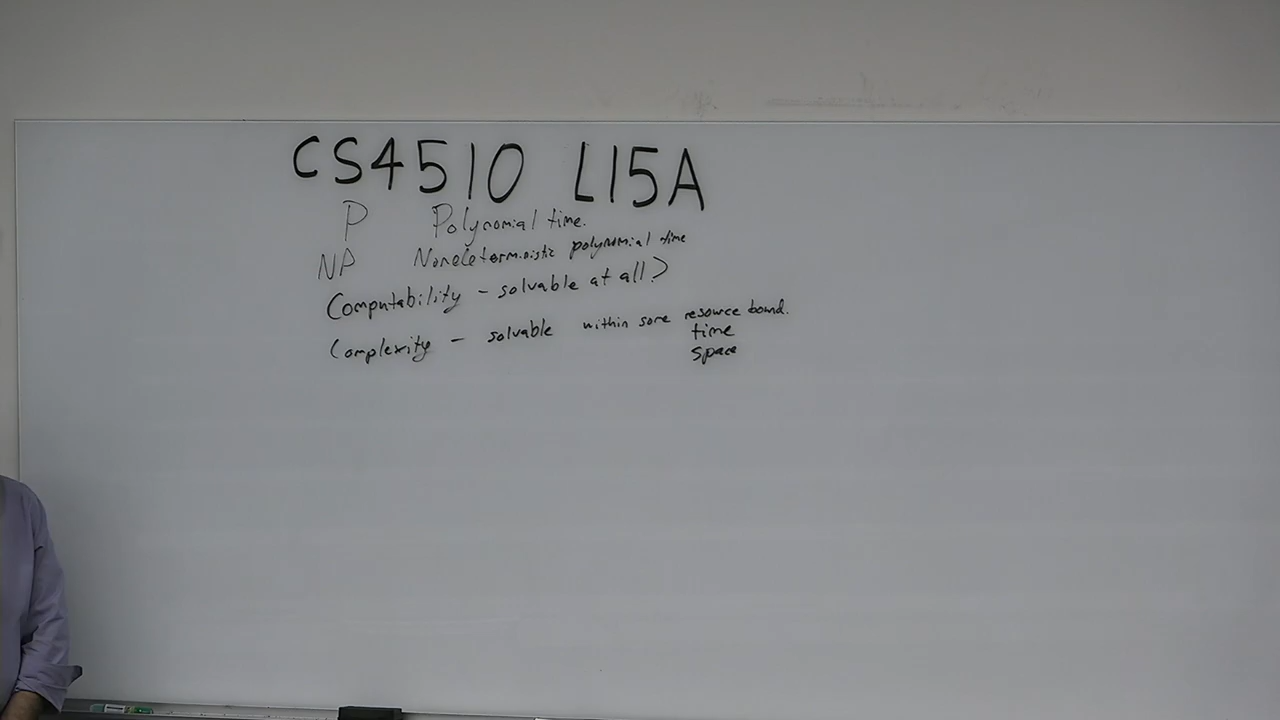 CS4510 L15A
P Polynomial time.
NP Nondeterministic polynomial time
Computability - solvable at all?
Complexity - solvable within some resource bound.
time
space